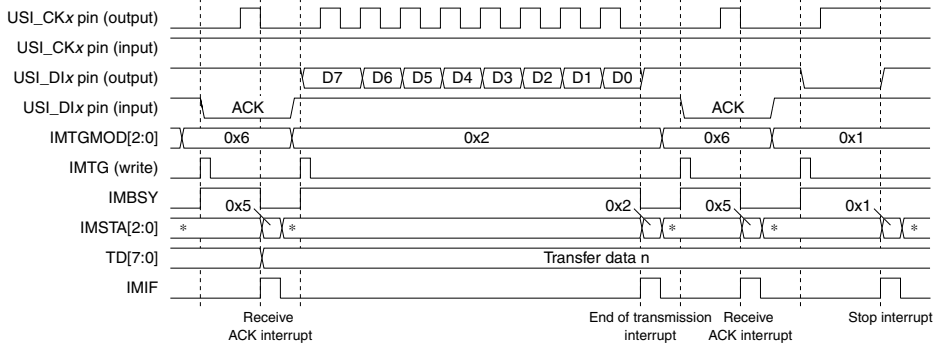 USI_CKx pin (output)
USI_CKx pin (input)
USI_DIx pin (output)
D7 D6 D5 D4 D3 D2 D1 D0
USI_DIx pin (input)
ACK ACK
IMTGMOD[2:0]
0x6 0x2 0x6 0x1
IMTG (write)
IMBSY
0x5 0x2 0x5 0x1
IMSTA[2:0]
* * * * *
TD[7:0]
Transfer data n
IMIF
Receive
ACK interrupt
End of transmission
interrupt
Receive
ACK interrupt
Stop interrupt